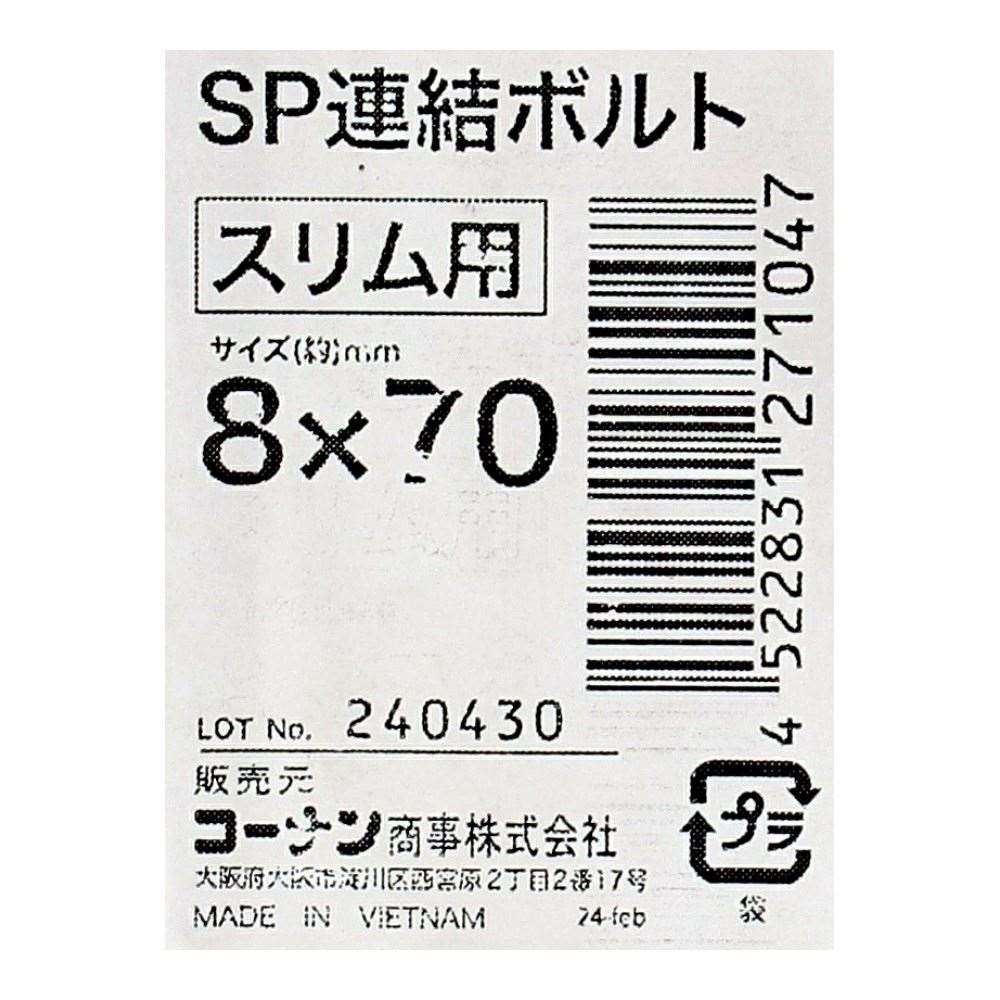 SP連結ボルト
スリム用
サイズ(約)mm
8×70
4 522831 271047
LOT No. 240430
販売元
コーナン商事株式会社
大阪府大阪市淀川区西宮原2丁目2番17号
MADE IN VIETNAM 24-feb
プラ
袋